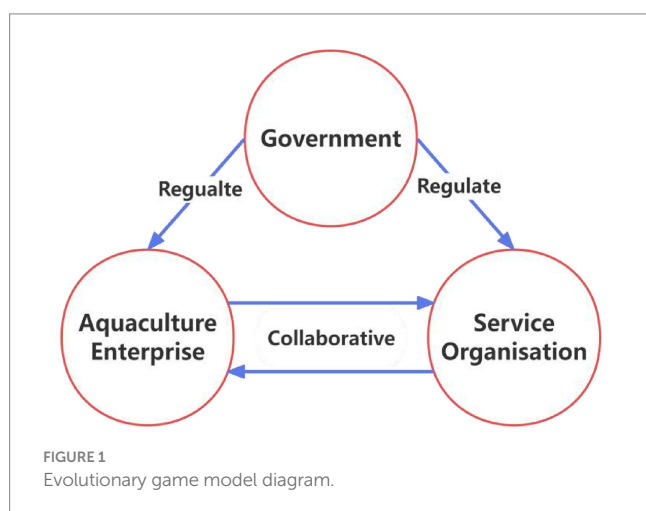 Government
Regualte
Regulate
Aquaculture
Enterprise
Collaborative
Service
Organisation
FIGURE 1
Evolutionary game model diagram.